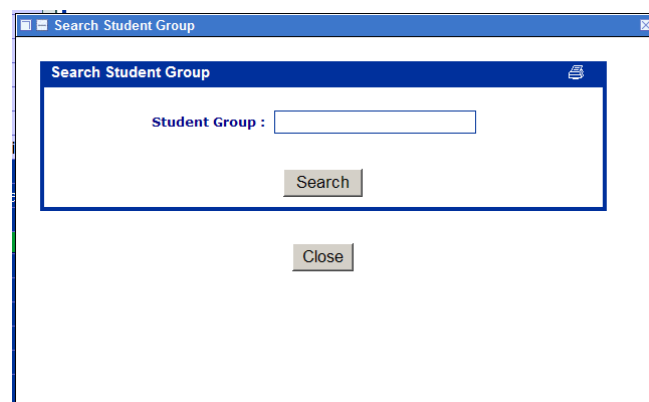 Search Student Group
Search Student Group
Student Group :
Search
Close